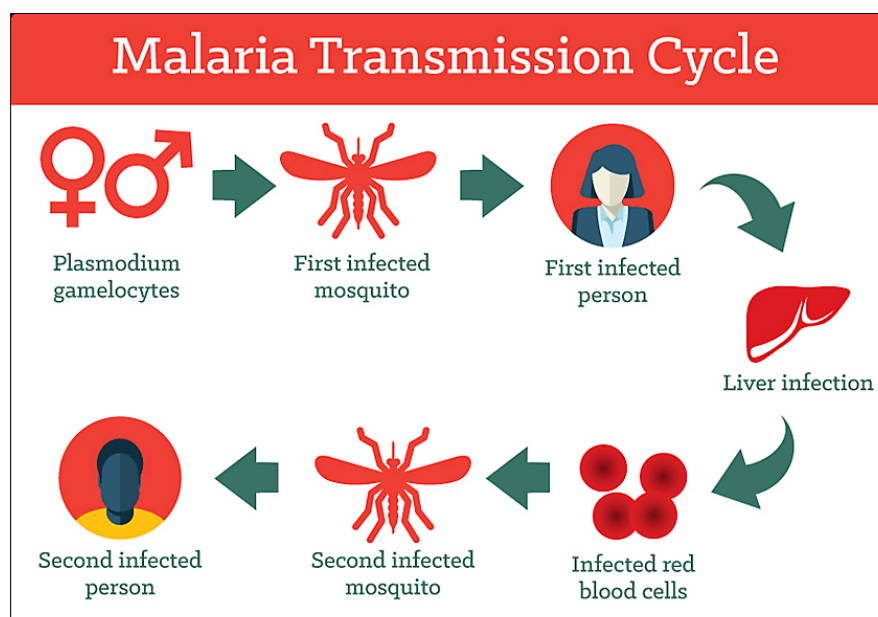 Malaria Transmission Cycle
Plasmodium
gamelocytes
First infected
mosquito
First infected
person
Liver infection
Second infected
person
Second infected
mosquito
Infected red
blood cells